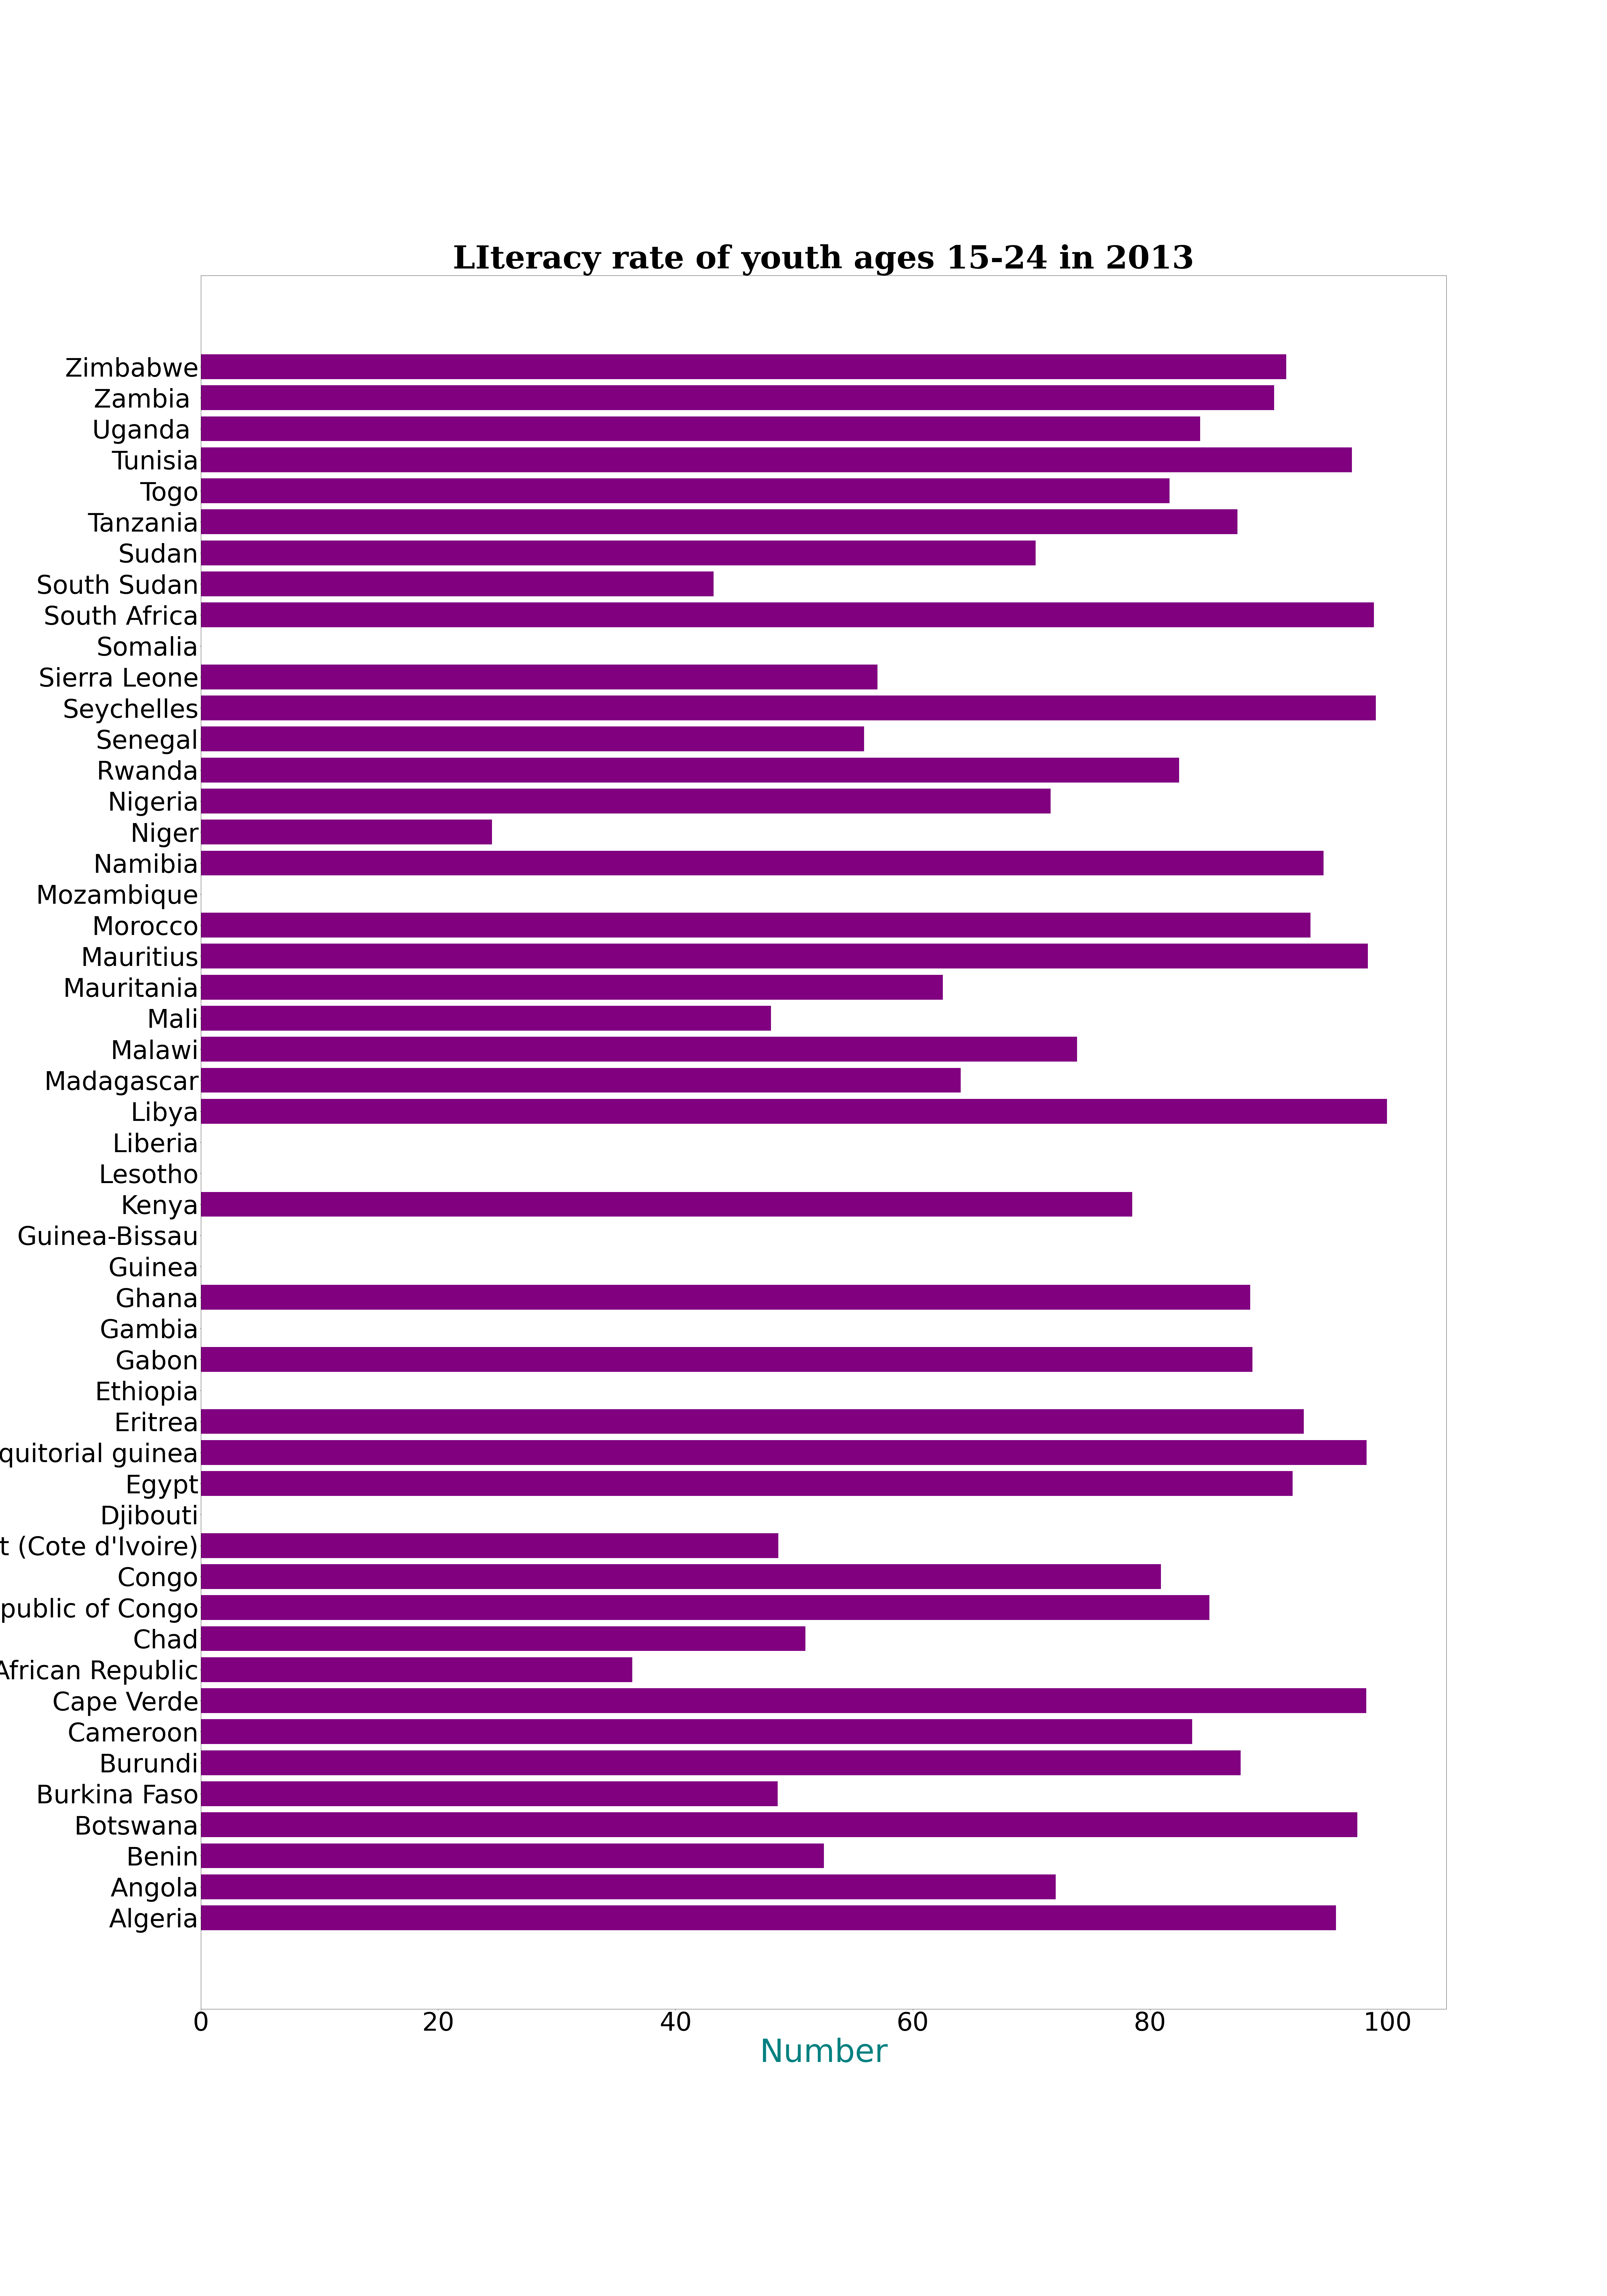 LIteracy rate of youth ages 15-24 in 2013
Zimbabwe
Zambia
Uganda
Tunisia
Togo
Tanzania
Sudan
South Sudan
South Africa
Somalia
Sierra Leone
Seychelles
Senegal
Rwanda
Nigeria
Niger
Namibia
Mozambique
Morocco
Mauritius
Mauritania
Mali
Malawi
Madagascar
Libya
Liberia
Lesotho
Kenya
Guinea-Bissau
Guinea
Ghana
Gambia
Gabon
Ethiopia
Eritrea
quitorial guinea
Egypt
Djibouti
t (Cote d'Ivoire)
Congo
public of Congo
Chad
African Republic
Cape Verde
Cameroon
Burundi
Burkina Faso
Botswana
Benin
Angola
Algeria
0 20 40 60 80 100
Number